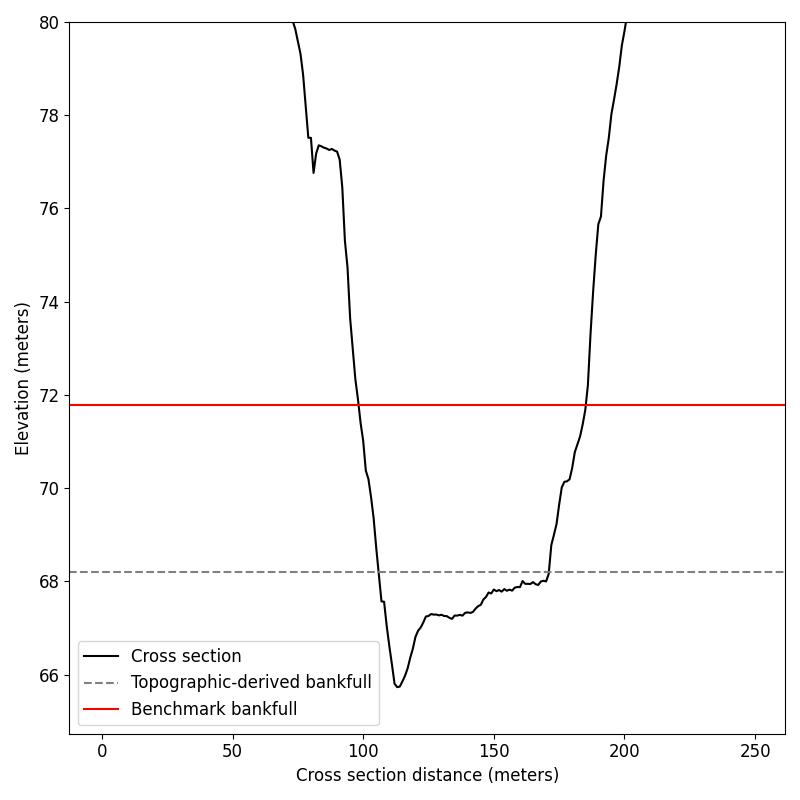 80
78
76
74
72
70
68
66
Elevation (meters)
Cross section
Topographic-derived bankfull
Benchmark bankfull
0 50 100 150 200 250
Cross section distance (meters)